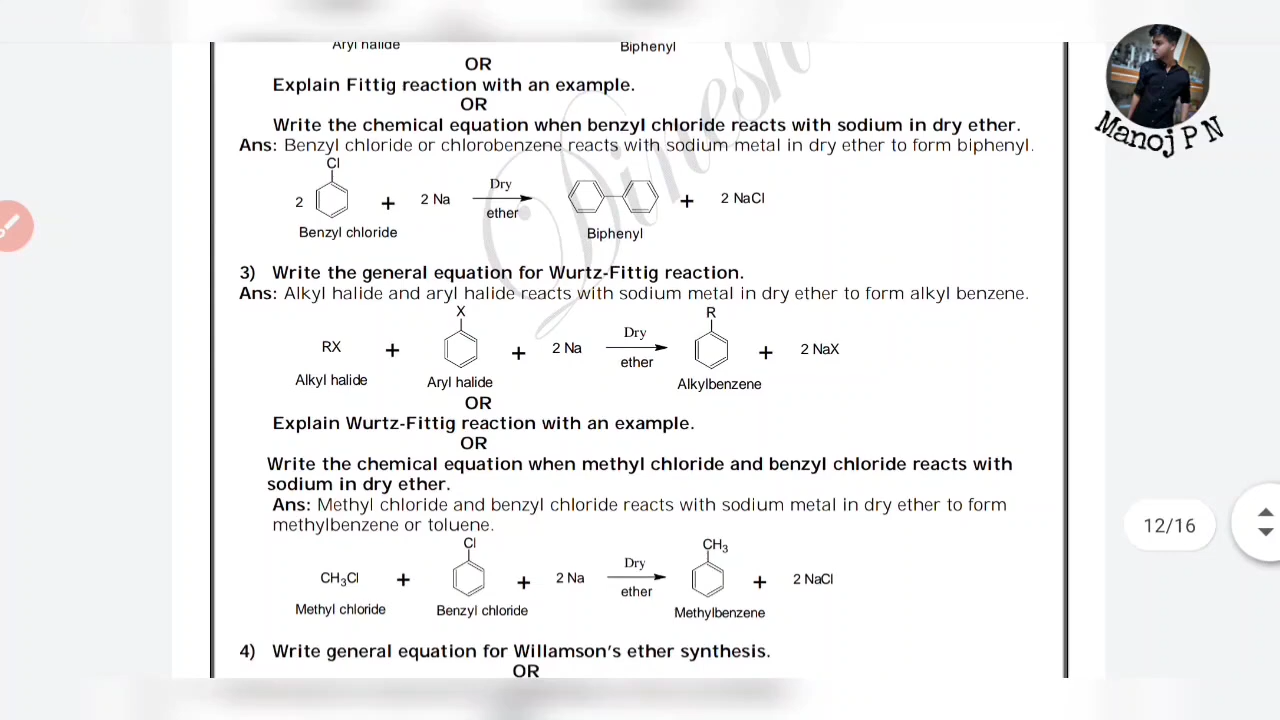 Aryl halide Biphenyl
OR
Explain Fittig reaction with an example.
OR
Write the chemical equation when benzyl chloride reacts with sodium in dry ether.
Ans: Benzyl chloride or chlorobenzene reacts with sodium metal in dry ether to form biphenyl.
Cl
2 + 2 Na Dry ether + 2 NaCl
Benzyl chloride Biphenyl
3) Write the general equation for Wurtz-Fittig reaction.
Ans: Alkyl halide and aryl halide reacts with sodium metal in dry ether to form alkyl benzene.
X R
RX + + 2 Na Dry ether + 2 NaX
Alkyl halide Aryl halide Alkylbenzene
OR
Explain Wurtz-Fittig reaction with an example.
OR
Write the chemical equation when methyl chloride and benzyl chloride reacts with
sodium in dry ether.
Ans: Methyl chloride and benzyl chloride reacts with sodium metal in dry ether to form
methylbenzene or toluene.
Cl CH3
CH3Cl + + 2 Na Dry ether + 2 NaCl
Methyl chloride Benzyl chloride Methylbenzene
4) Write general equation for Willamson's ether synthesis.
OR
Dinesh
Manoj P N
12/16